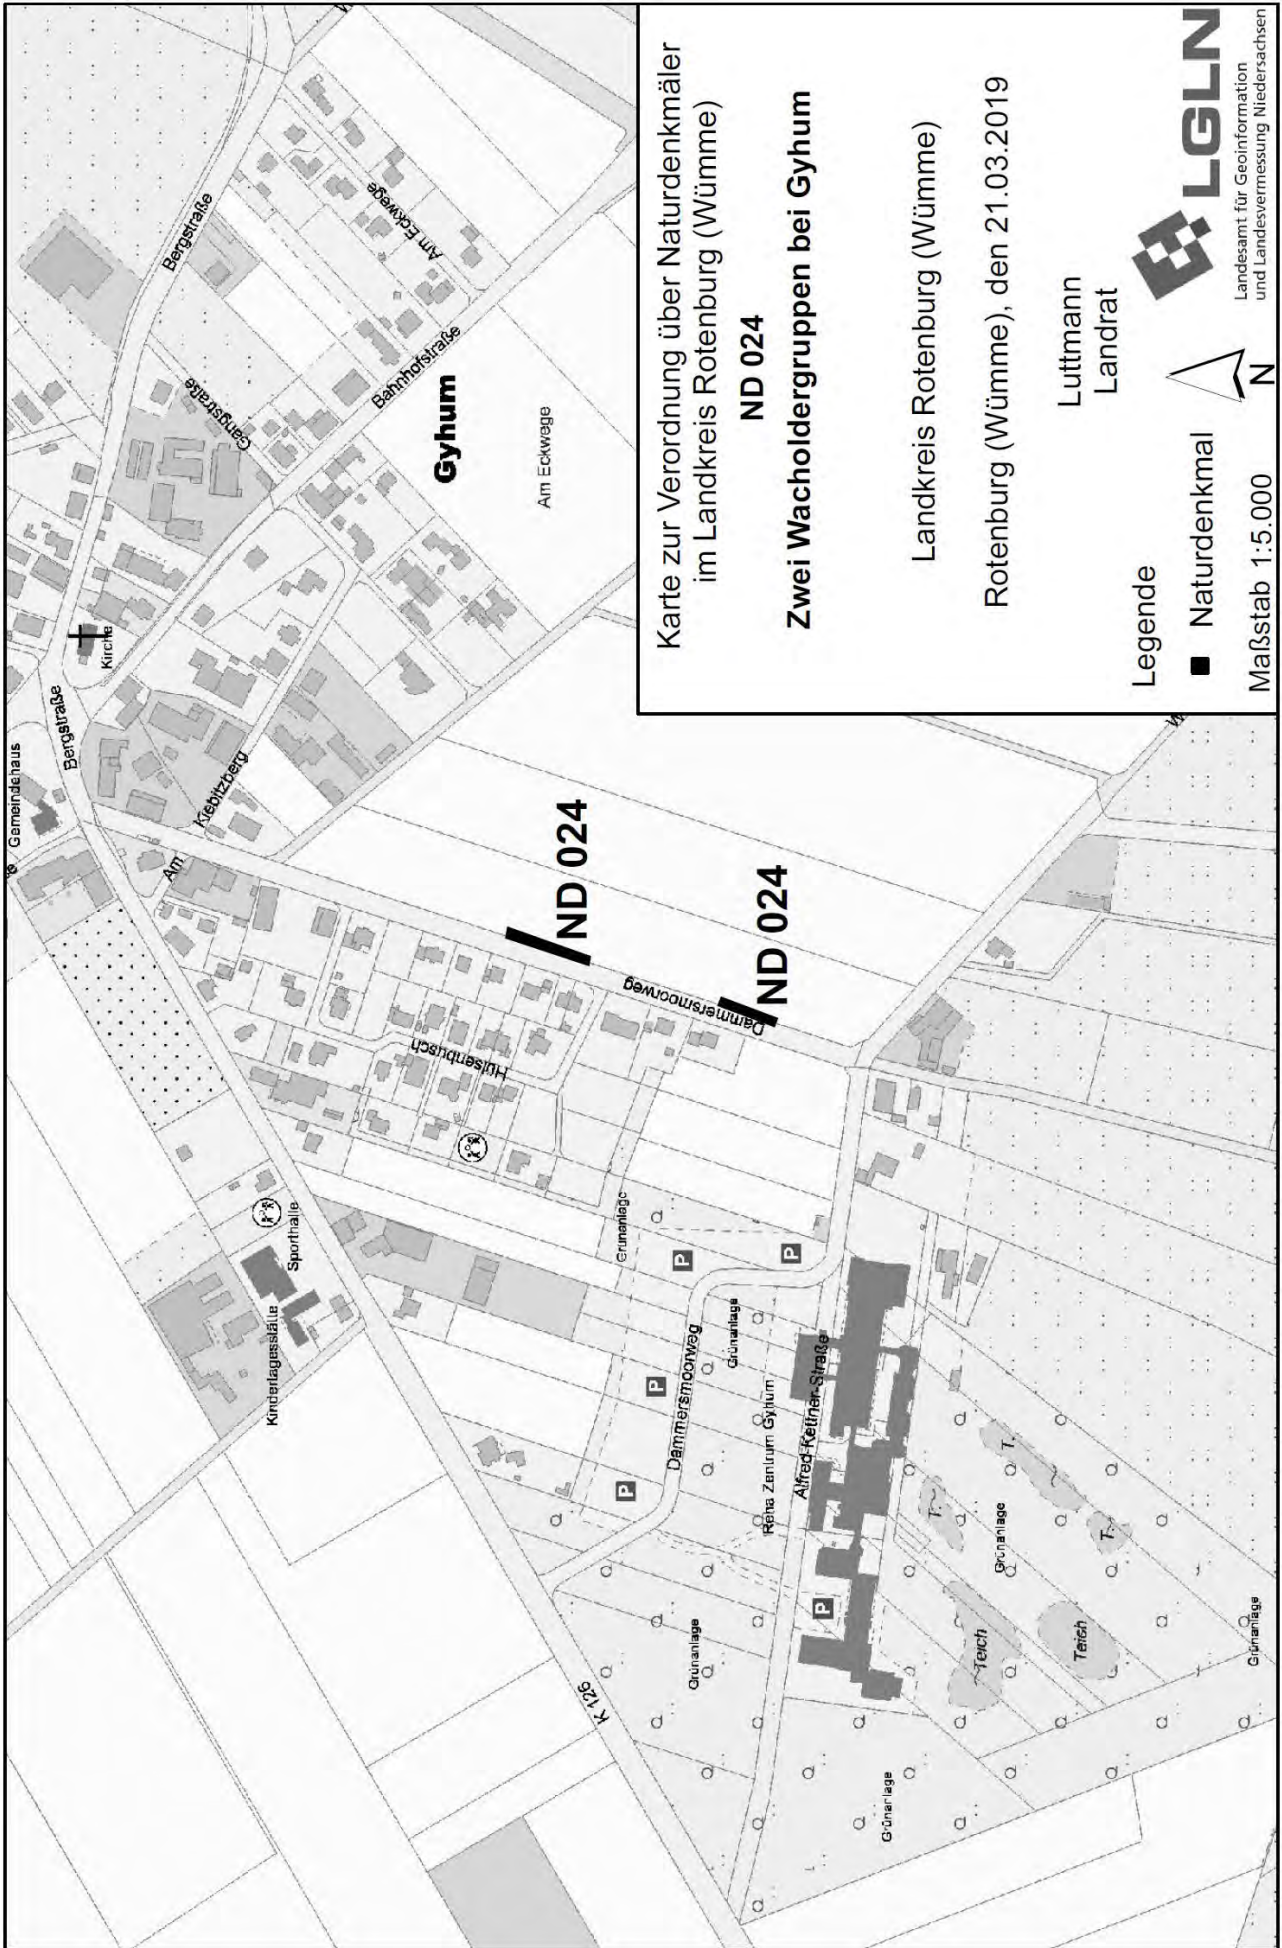 Karte zur Verordnung über Naturdenkmäler
im Landkreis Rotenburg (Wümme)
ND 024
Zwei Wacholdergruppen bei Gyhum
Landkreis Rotenburg (Wümme)
Rotenburg (Wümme), den 21.03.2019
Luttmann
Landrat
Legende
Naturdenkmal
Maßstab 1:5.000
N
LGLN
Landesamt für Geoinformation
und Landesvermessung Niedersachsen
Gemeindehaus
Bergstraße
Kirche
Bergstraße
Am Eckwege
Gangstraße
Bahnhofstraße
Gyhum
Am Eckwege
Am
Kiebitzberg
ND 024
ND 024
Dammersmoorweg
Hülsenbusch
Sporthalle
Kindertagesstätte
Grünanlage
P
P
P
P
P
Dammersmoorweg
Grünanlage
Reha Zentrum Gyhum
Alfred-Kettner-Straße
K 126
Grünanlage
Grünanlage
Grünanlage
Grünanlage
T.
T.
T.
Teich
Teich